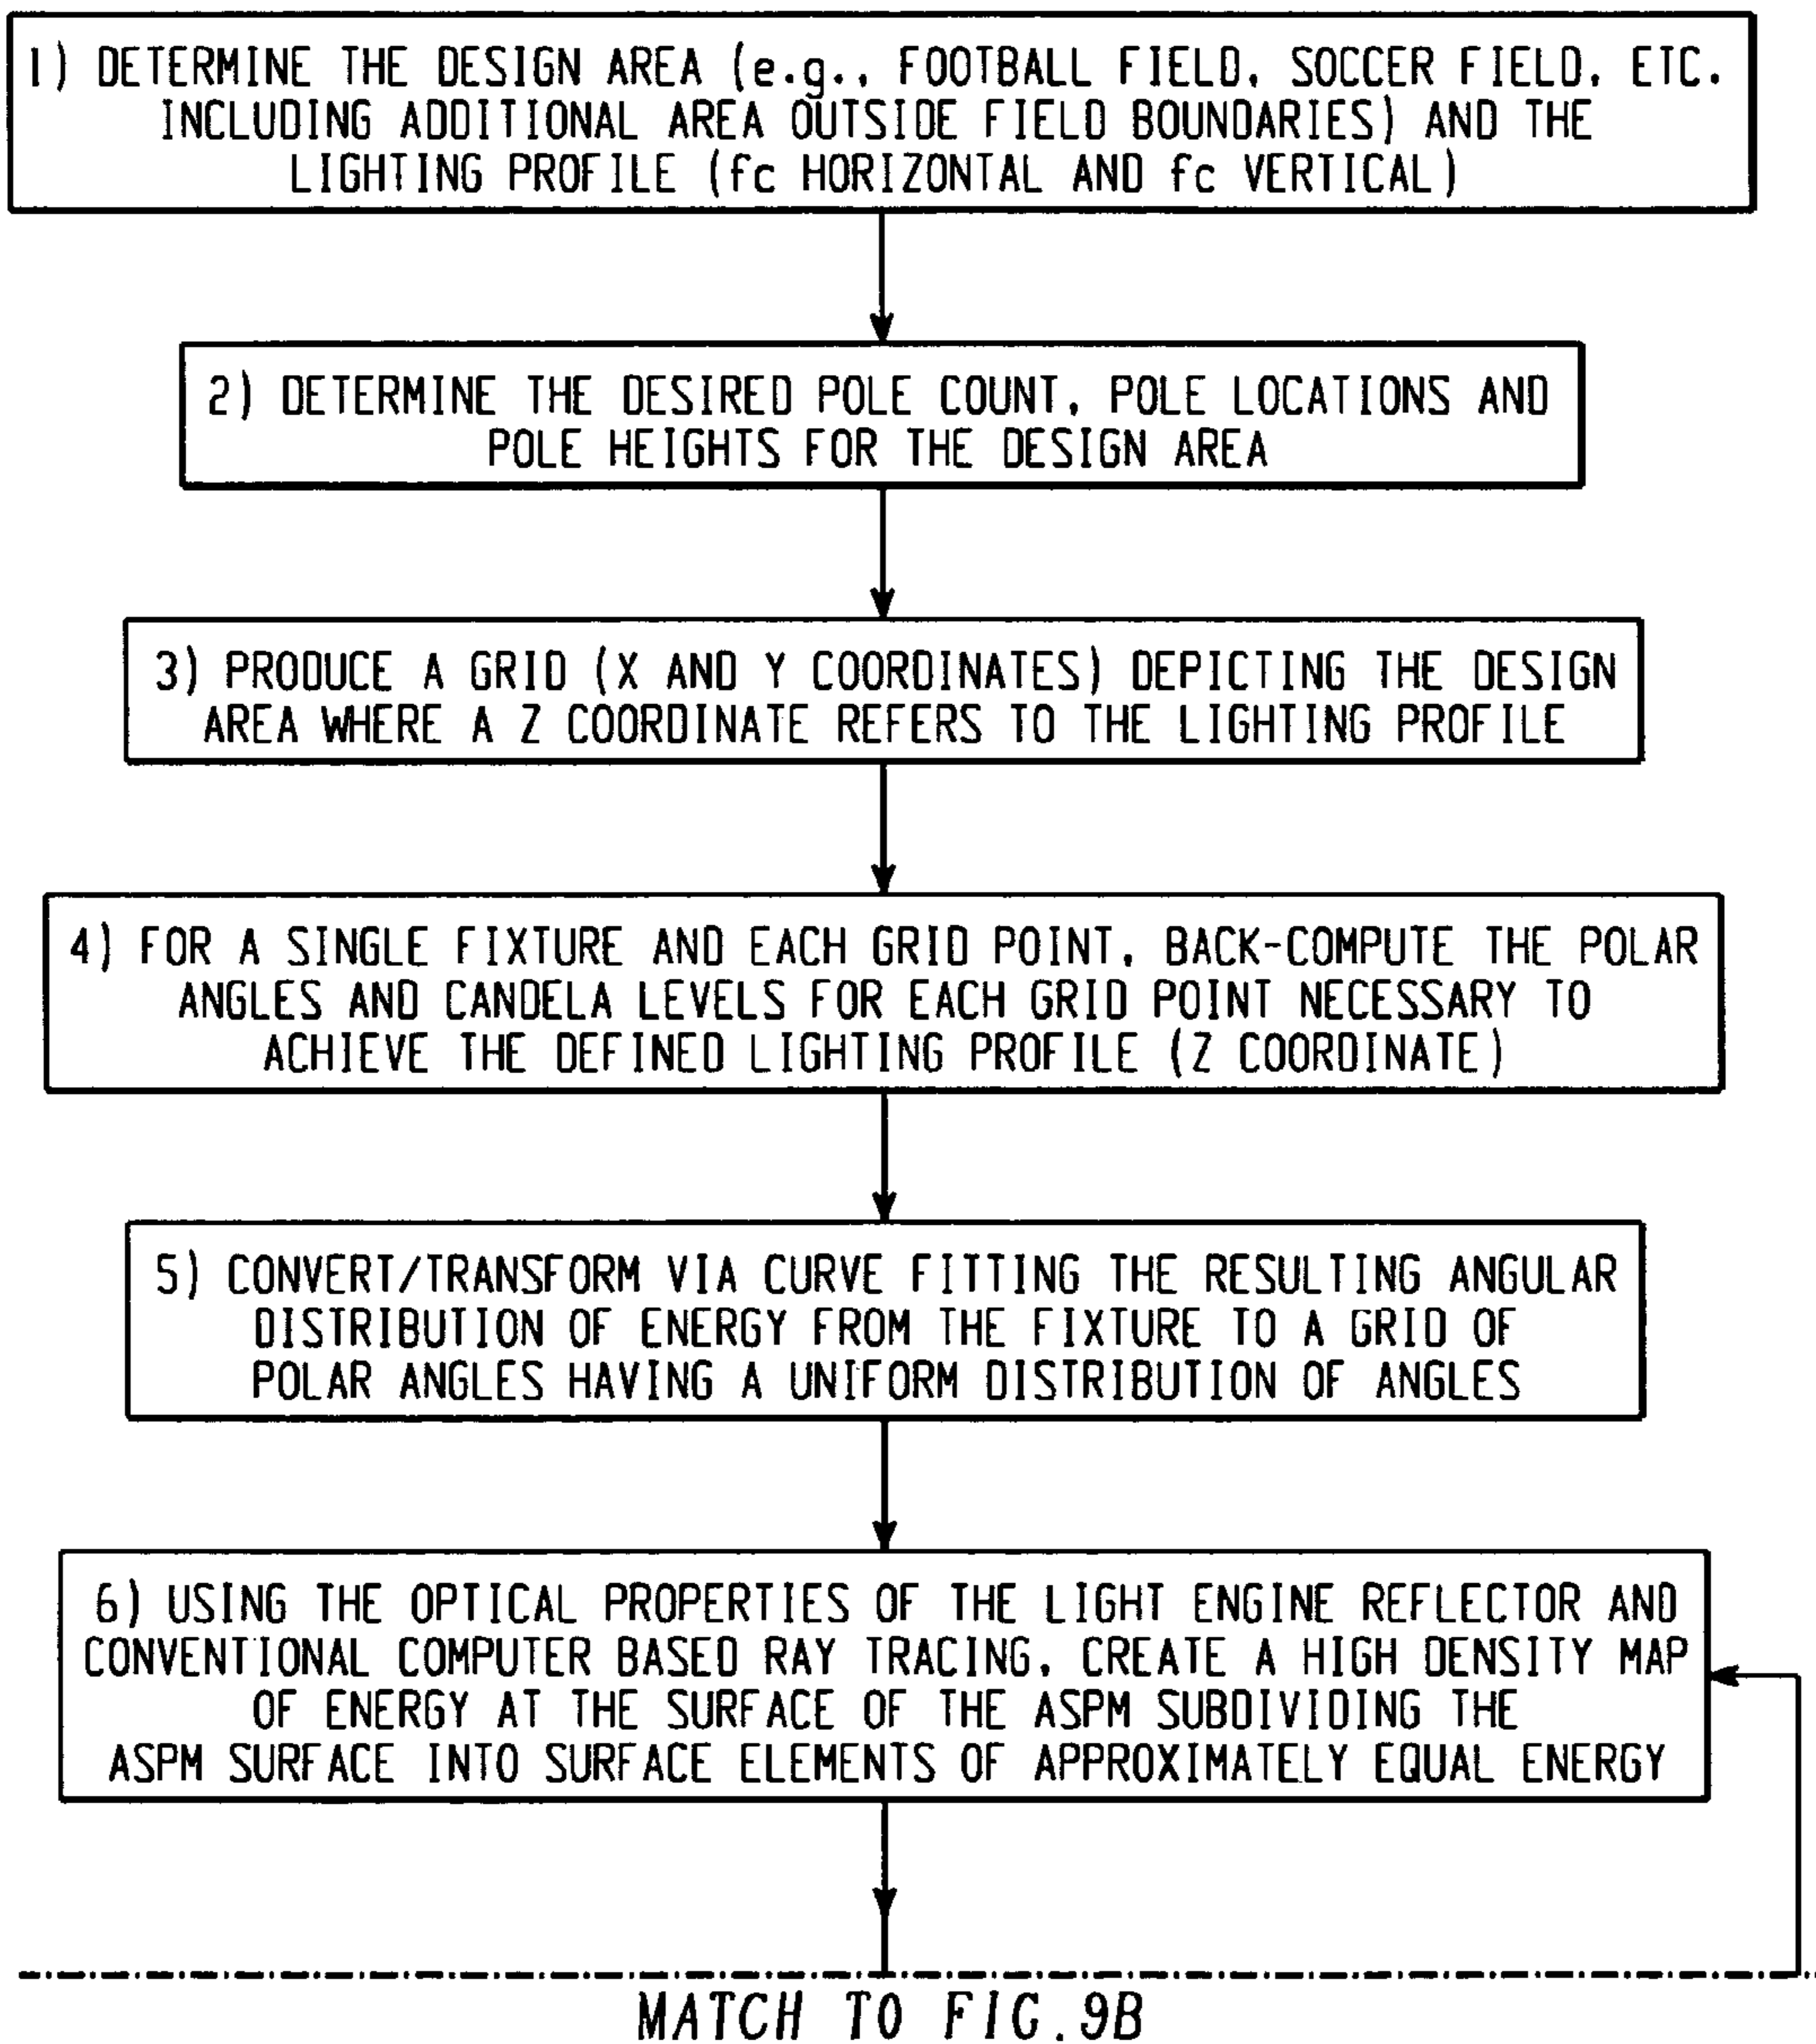 1) DETERMINE THE DESIGN AREA (e.g., FOOTBALL FIELD, SOCCER FIELD, ETC.
INCLUDING ADDITIONAL AREA OUTSIDE FIELD BOUNDARIES) AND THE
LIGHTING PROFILE (fc HORIZONTAL AND fc VERTICAL)
2) DETERMINE THE DESIRED POLE COUNT, POLE LOCATIONS AND
POLE HEIGHTS FOR THE DESIGN AREA
3) PRODUCE A GRID (X AND Y COORDINATES) DEPICTING THE DESIGN
AREA WHERE A Z COORDINATE REFERS TO THE LIGHTING PROFILE
4) FOR A SINGLE FIXTURE AND EACH GRID POINT, BACK-COMPUTE THE POLAR
ANGLES AND CANDELA LEVELS FOR EACH GRID POINT NECESSARY TO
ACHIEVE THE DEFINED LIGHTING PROFILE (Z COORDINATE)
5) CONVERT/TRANSFORM VIA CURVE FITTING THE RESULTING ANGULAR
DISTRIBUTION OF ENERGY FROM THE FIXTURE TO A GRID OF
POLAR ANGLES HAVING A UNIFORM DISTRIBUTION OF ANGLES
6) USING THE OPTICAL PROPERTIES OF THE LIGHT ENGINE REFLECTOR AND
CONVENTIONAL COMPUTER BASED RAY TRACING, CREATE A HIGH DENSITY MAP
OF ENERGY AT THE SURFACE OF THE ASPM SUBDIVIDING THE
ASPM SURFACE INTO SURFACE ELEMENTS OF APPROXIMATELY EQUAL ENERGY
MATCH TO FIG.9B